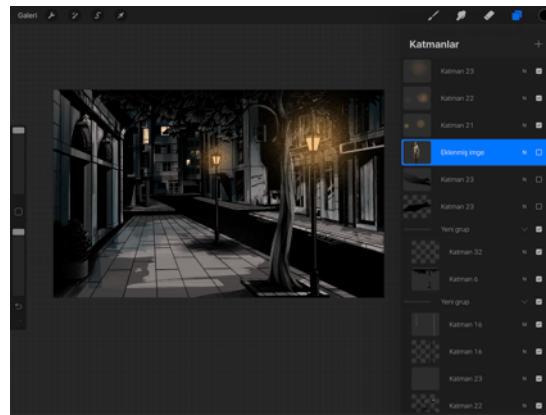 Galeri
Katmanlar
Katman 23 N
Katman 22 N
Katman 21 N
Eklenmiş imge N
Katman 23 N
Katman 23 N
Yeni grup
Katman 32 N
Katman 6 N
Yeni grup
Katman 16 M
Katman 16 N
Katman 23 N
Katman 22 N